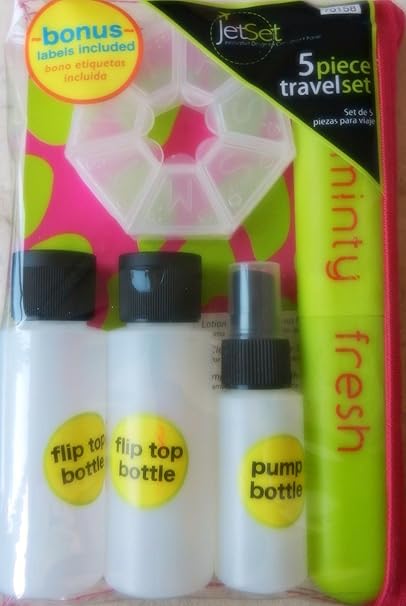 -bonus-
labels included
bono etiquetas
incluida
JetSet
76158
5 piece
travel set
Set de 5
piezas para viaje
minty fresh
Lotion
flip top
bottle
flip top
bottle
pump
bottle